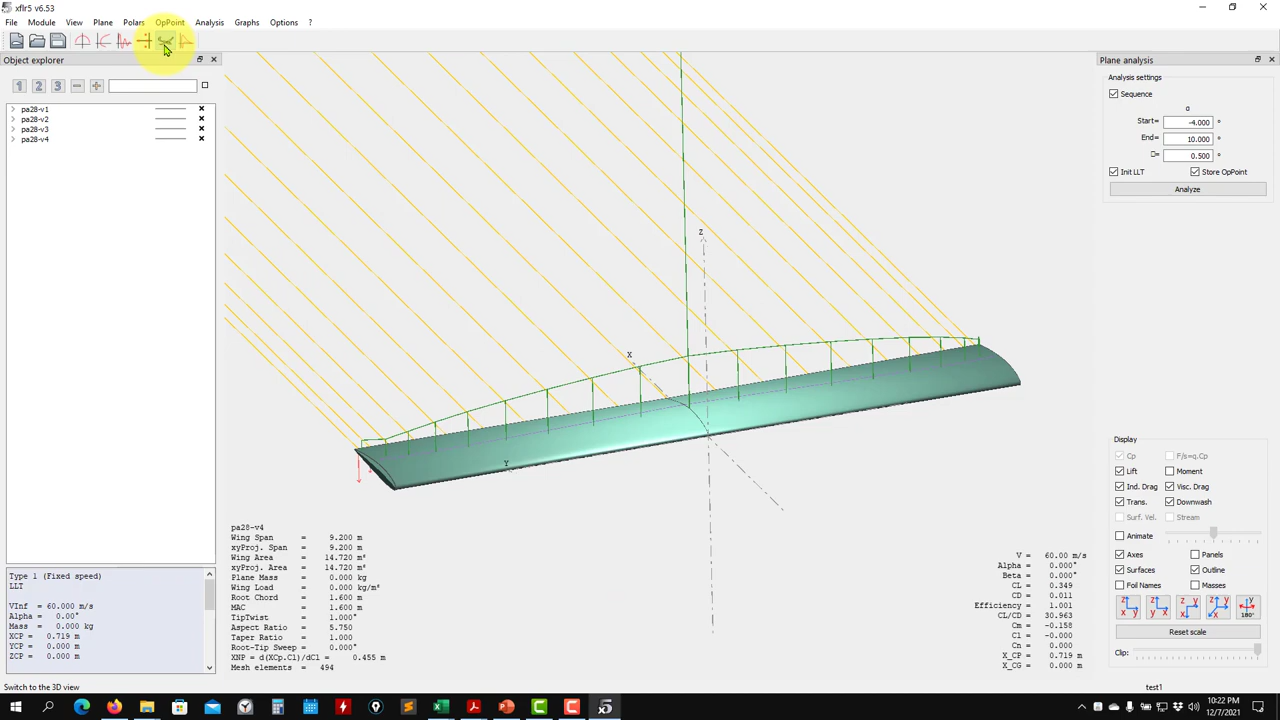 xflr5 v6.53
File Module View Plane Polars OpPoint Analysis Graphs Options ?
Object explorer
Plane analysis
1 2 3
pa28-v1
pa28-v2
pa28-v3
pa28-v4
Analysis settings
Sequence
α
Start= -4.000 °
End= 10.000 °
= 0.500 °
Init LLT Store OpPoint
Analyze
Z
X
Y
Display
Cp F/s=q.Cp
Lift Moment
Ind. Drag Visc. Drag
Trans. Downwash
Surf. Vel. Stream
Animate
Axes Panels
Surfaces Outline
Foil Names Masses
Reset scale
Clip:
pa28-v4
Wing Span = 9.200 m
xyProj. Span = 9.200 m
Wing Area = 14.720 m²
xyProj. Area = 14.720 m²
Plane Mass = 0.000 kg
Wing Load = 0.000 kg/m²
Root Chord = 1.600 m
MAC = 1.600 m
TipTwist = 1.000°
Aspect Ratio = 5.750
Taper Ratio = 1.000
Root-Tip Sweep = 0.000°
XNP = d(XCp.Cl)/dCl = 0.455 m
Mesh elements = 494
V = 60.00 m/s
Alpha = 0.000°
Beta = 0.000°
CL = 0.349
CD = 0.011
Efficiency = 1.001
CL/CD = 30.963
Cm = -0.158
Cl = -0.000
Cn = 0.000
X_CP = 0.719 m
X_CG = 0.000 m
Type 1 (Fixed speed)
LLT
VInf = 60.000 m/s
Alpha = 0.00°
Mass = 0.000 kg
XCP = 0.719 m
YCP = 0.000 m
ZCP = 0.000 m
Switch to the 3D view
test1
10:22 PM
12/7/2021